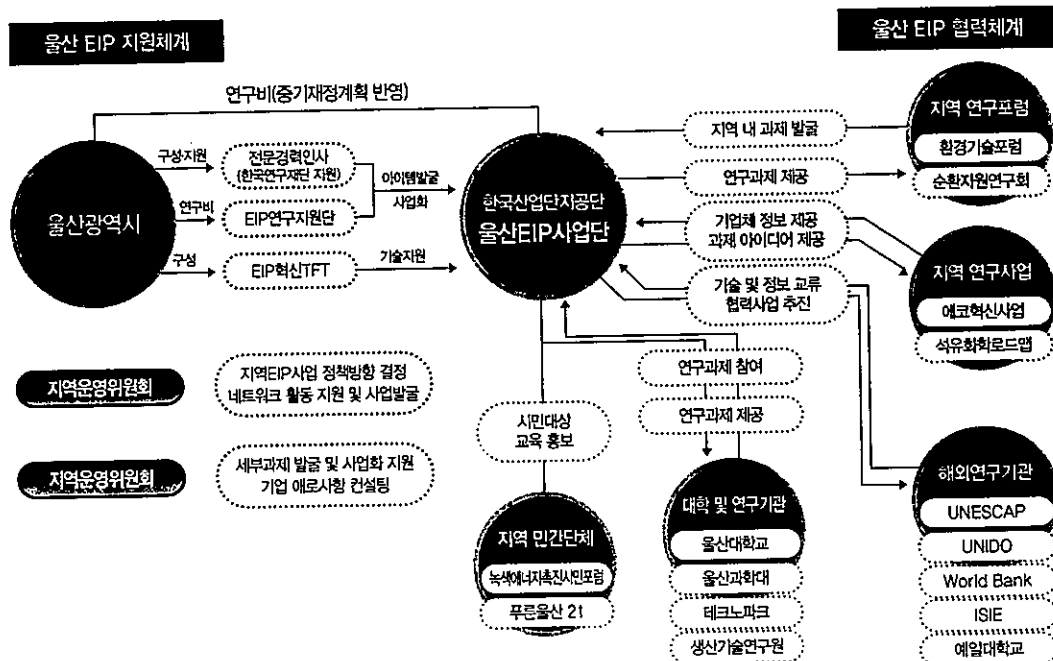 울산 EIP 지원체계
울산 EIP 협력체계
연구비(중기재정계획 반영)
울산광역시
구성·지원
전문경력인사
(한국연구재단 지원)
연구비
EIP연구지원단
아이템발굴
사업화
구성
EIP혁신TFT
기술지원
한국산업단지공단
울산EIP사업단
지역 내 과제 발굴
연구과제 제공
기업체 정보 제공
과재 아이디어 제공
기술 및 정보 교류
협력사업 추진
지역 연구포럼
환경기술포럼
순환자원연구회
지역 연구사업
에코혁신사업
석유화학로드맵
지역운영위원회
지역EIP사업 정책방향 결정
네트워크 활동 지원 및 사업발굴
지역운영위원회
세부과제 발굴 및 사업화 지원
기업 애로사항 컨설팅
시민대상
교육 홍보
연구과제 참여
연구과제 제공
지역 민간단체
녹색에너지촉진시민포럼
푸른울산 21
대학 및 연구기관
울산대학교
울산과학대
테크노파크
생산기술연구원
해외연구기관
UNESCAP
UNIDO
World Bank
ISIE
예일대학교